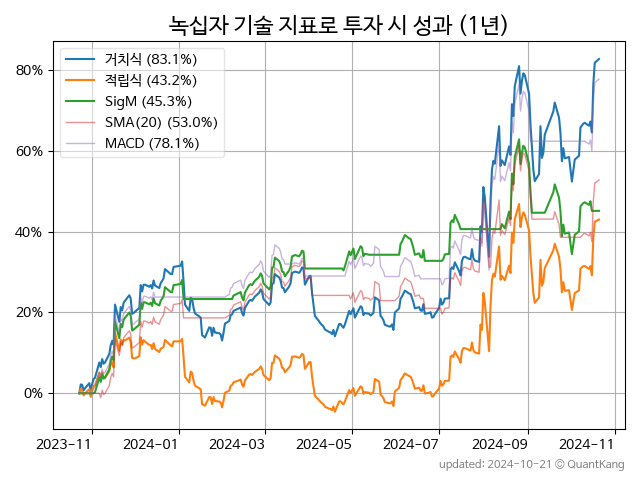 녹십자 기술 지표로 투자 시 성과 (1년)
거치식 (83.1%)
적립식 (43.2%)
SigM (45.3%)
SMA(20) (53.0%)
MACD (78.1%)
80%
60%
40%
20%
0%
2023-11 2024-01 2024-03 2024-05 2024-07 2024-09 2024-11
updated: 2024-10-21 © QuantKang